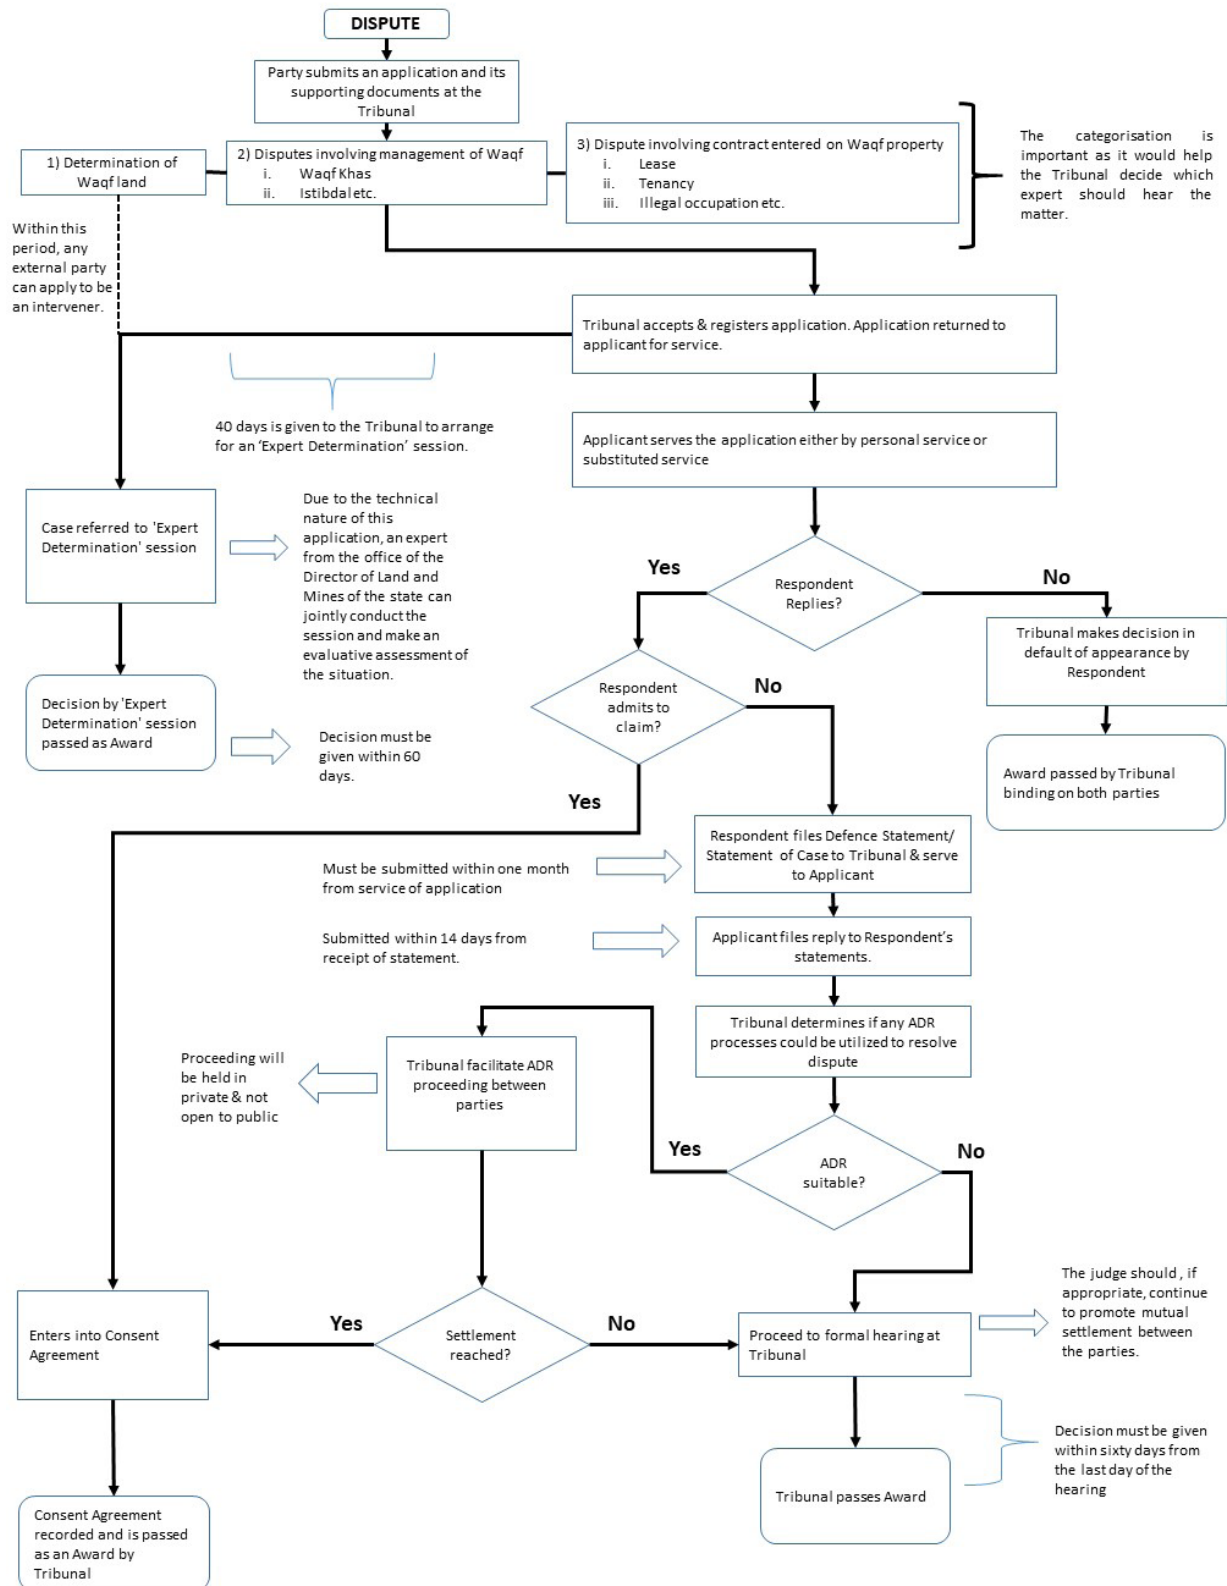 DISPUTE
Party submits an application and its
supporting documents at the
Tribunal
1) Determination of
Waqf land
2) Disputes involving management of Waqf
i. Waqf Khas
ii. Istibdal etc.
3) Dispute involving contract entered on Waqf property
i. Lease
ii. Tenancy
iii. Illegal occupation etc.
The categorisation is
important as it would help
the Tribunal decide which
expert should hear the
matter.
Within this
period, any
external party
can apply to be
an intervener.
Tribunal accepts & registers application. Application returned to
applicant for service.
40 days is given to the Tribunal to arrange
for an ‘Expert Determination’ session.
Applicant serves the application either by personal service or
substituted service
Case referred to 'Expert
Determination' session
Due to the technical
nature of this
application, an expert
from the office of the
Director of Land and
Mines of the state can
jointly conduct the
session and make an
evaluative assessment of
the situation.
Yes
Respondent
Replies?
No
Tribunal makes decision in
default of appearance by
Respondent
Respondent
admits to
claim?
No
Decision by 'Expert
Determination' session
passed as Award
Decision must be
given within 60
days.
Award passed by Tribunal
binding on both parties
Yes
Respondent files Defence Statement/
Statement of Case to Tribunal & serve
to Applicant
Must be submitted within one month
from service of application
Submitted within 14 days from
receipt of statement.
Applicant files reply to Respondent’s
statements.
Tribunal determines if any ADR
processes could be utilized to resolve
dispute
Proceeding will
be held in
private & not
open to public
Tribunal facilitate ADR
proceeding between
parties
Yes
ADR
suitable?
No
Enters into Consent
Agreement
Yes
Settlement
reached?
No
Proceed to formal hearing at
Tribunal
The judge should , if
appropriate, continue
to promote mutual
settlement between
the parties.
Decision must be given
within sixty days from
the last day of the
hearing
Tribunal passes Award
Consent Agreement
recorded and is passed
as an Award by
Tribunal